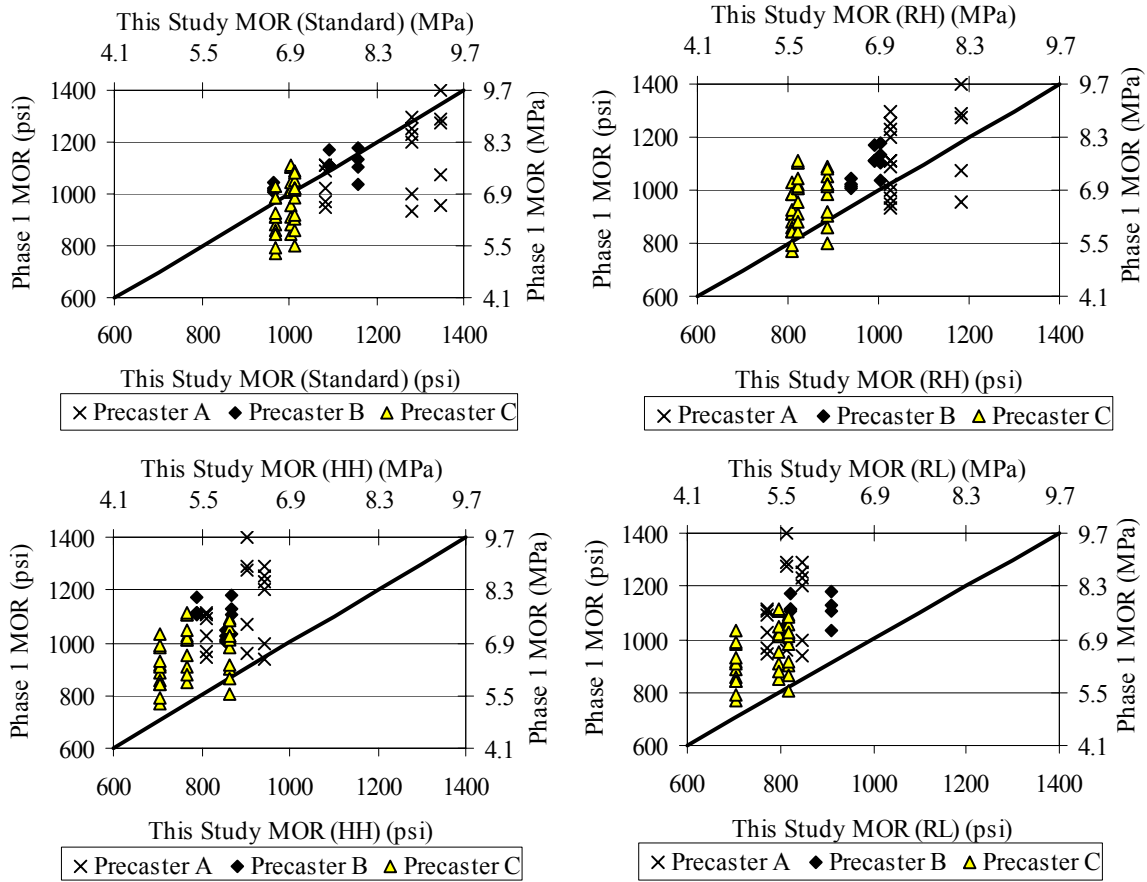 This Study MOR (Standard) (MPa)
4.1 5.5 6.9 8.3 9.7
Phase 1 MOR (psi)
1400
1200
1000
800
600
9.7
8.3
6.9
5.5
4.1
Phase 1 MOR (MPa)
600 800 1000 1200 1400
This Study MOR (Standard) (psi)
Precaster A Precaster B Precaster C
This Study MOR (RH) (MPa)
4.1 5.5 6.9 8.3 9.7
Phase 1 MOR (psi)
1400
1200
1000
800
600
9.7
8.3
6.9
5.5
4.1
Phase 1 MOR (MPa)
600 800 1000 1200 1400
This Study MOR (RH) (psi)
Precaster A Precaster B Precaster C
This Study MOR (HH) (MPa)
4.1 5.5 6.9 8.3 9.7
Phase 1 MOR (psi)
1400
1200
1000
800
600
9.7
8.3
6.9
5.5
4.1
Phase 1 MOR (MPa)
600 800 1000 1200 1400
This Study MOR (HH) (psi)
Precaster A Precaster B Precaster C
This Study MOR (RL) (MPa)
4.1 5.5 6.9 8.3 9.7
Phase 1 MOR (psi)
1400
1200
1000
800
600
9.7
8.3
6.9
5.5
4.1
Phase 1 MOR (MPa)
600 800 1000 1200 1400
This Study MOR (RL) (psi)
Precaster A Precaster B Precaster C